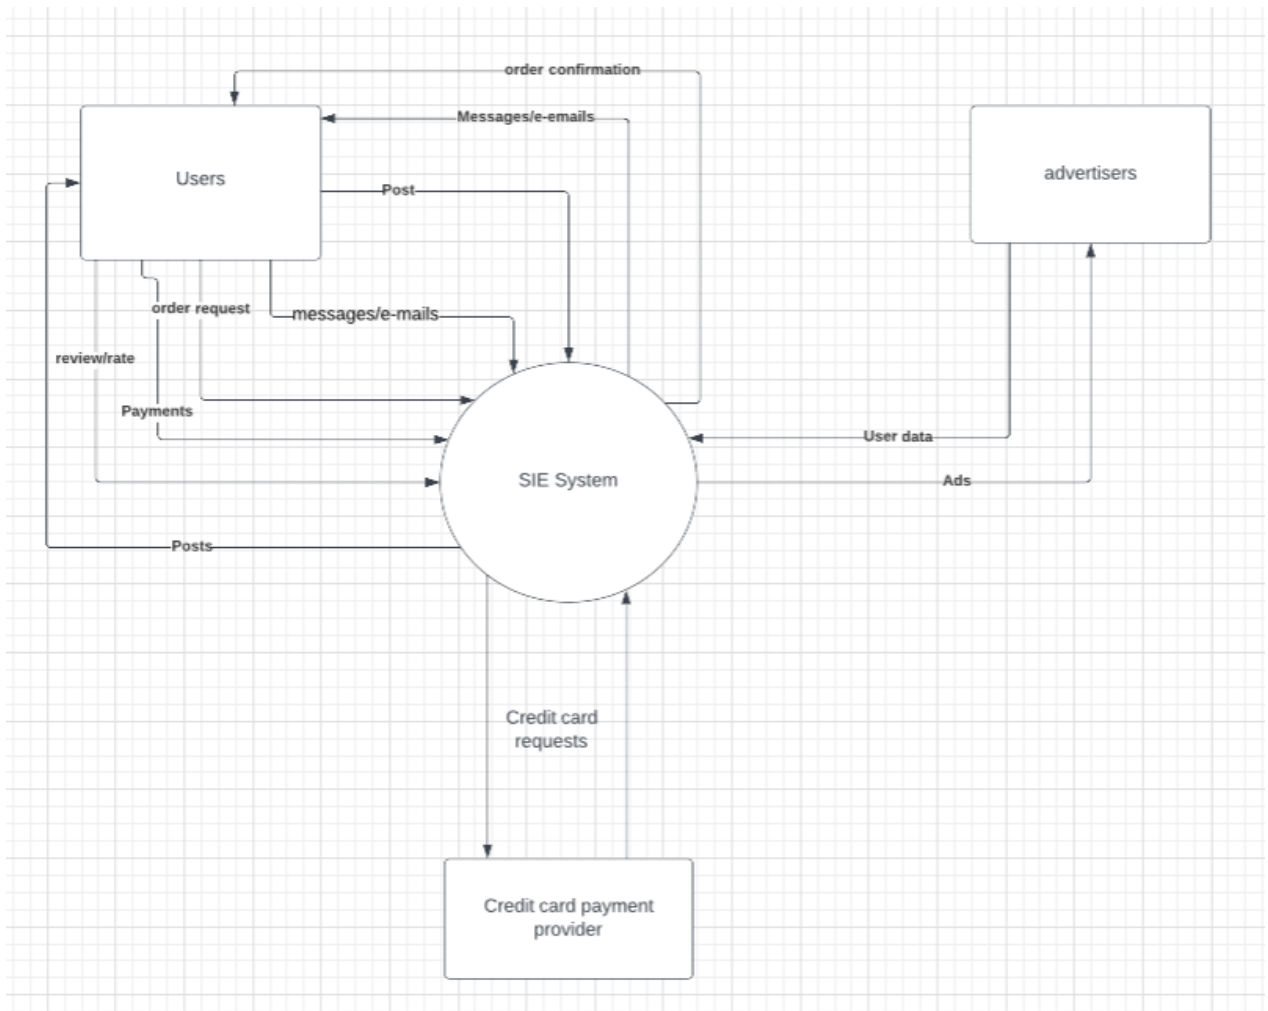 order confirmation
Messages/e-emails
Users
advertisers
Post
order request
messages/e-mails
review/rate
Payments
User data
SIE System
Ads
Posts
Credit card
requests
Credit card payment
provider